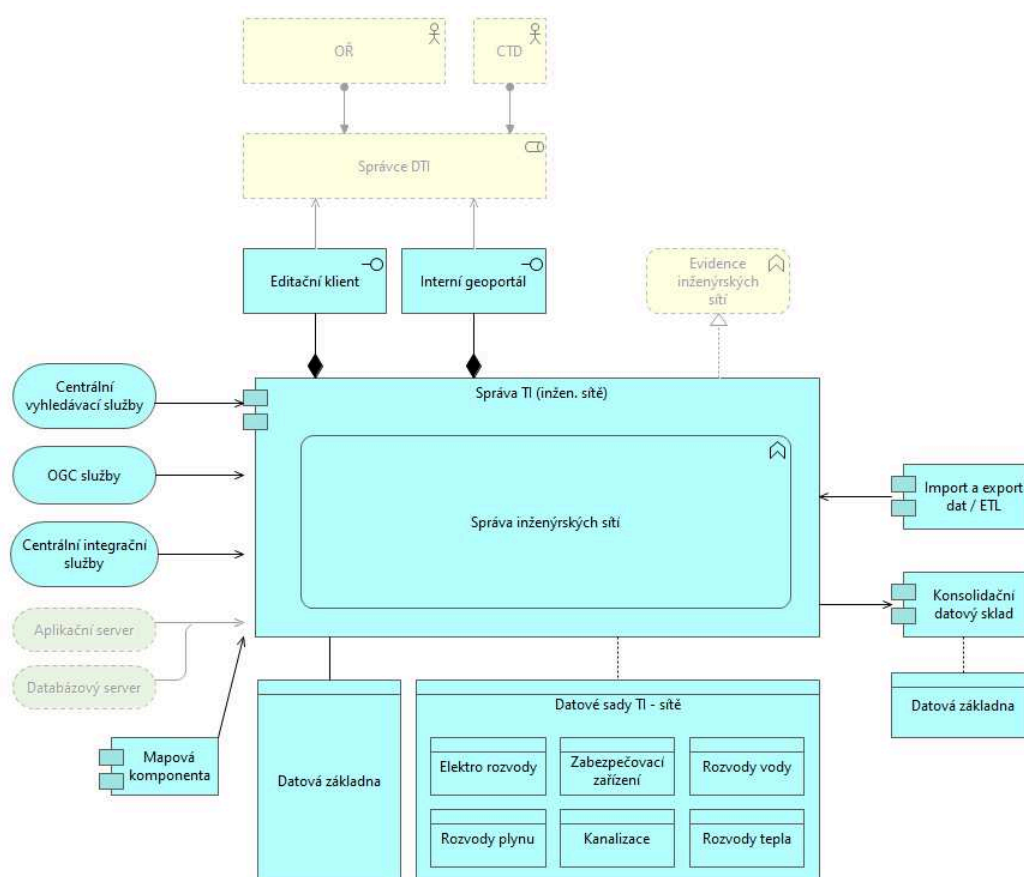 OŘ
CTD
Správce DTI
Editační klient
Interní geoportál
Evidence
inženýrských
sítí
Centrální
vyhledávací služby
Správa TI (inžen. sítě)
OGC služby
Správa inženýrských sítí
Import a export
dat / ETL
Centrální integrační
služby
Konsolidační
datový sklad
Aplikační server
Databázový server
Datové sady TI - sítě
Datová základna
Mapová
komponenta
Datová základna
Elektro rozvody
Zabezpečovací
zařízení
Rozvody vody
Rozvody plynu
Kanalizace
Rozvody tepla